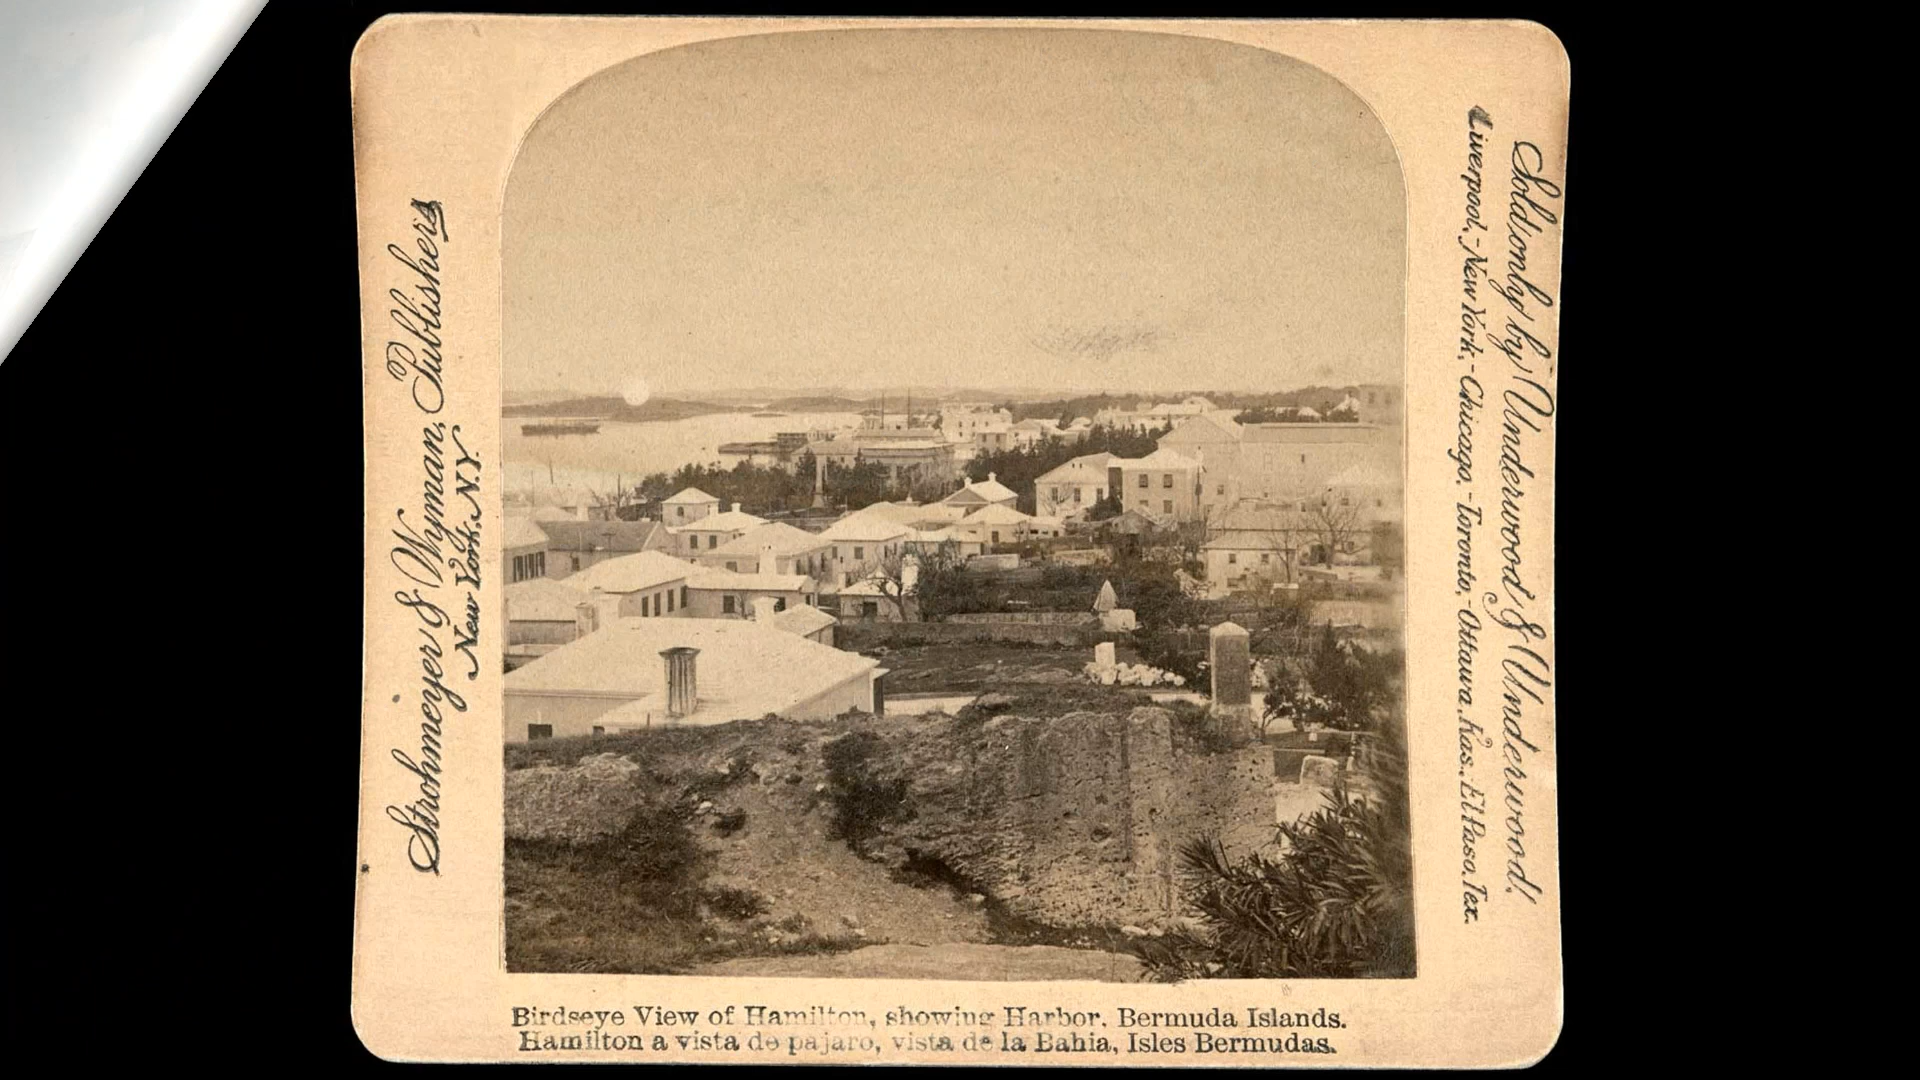 Strohmeyer & Wyman, Publishers
New York, N.Y.
Sold only by Underwood & Underwood.
Liverpool,-New York,-Chicago,-Toronto,-Ottawa, Kas., El Paso, Tex.
Birdseye View of Hamilton, showing Harbor. Bermuda Islands.
Hamilton a vista de pajaro, vista de la Bahia, Isles Bermudas.